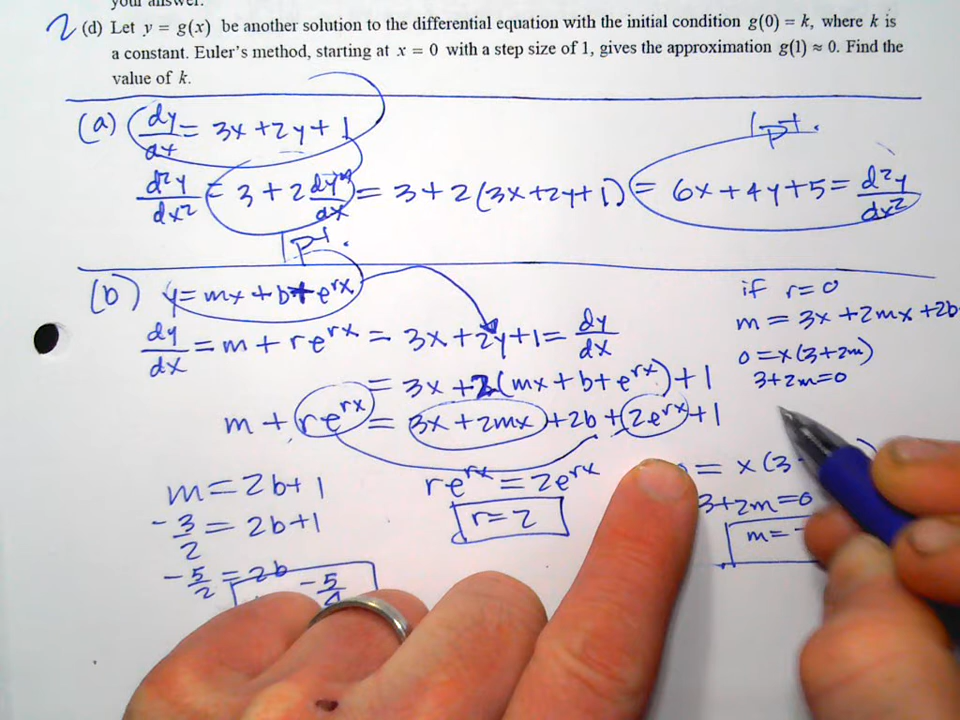 your answer.
2 (d) Let y = g(x) be another solution to the differential equation with the initial condition g(0) = k, where k is
a constant. Euler's method, starting at x = 0 with a step size of 1, gives the approximation g(1) ≈ 0. Find the
value of k.
(a) dy/dx = 3x + 2y + 1
1 pt.
d²y/dx² = 3 + 2 dy/dx = 3 + 2(3x + 2y + 1) = 6x + 4y + 5 = d²y/dx²
1 pt.
(b) y = mx + b + e^rx
if r = 0
m = 3x + 2mx + 2b
dy/dx = m + re^rx = 3x + 2y + 1 = dy/dx
0 = x(3 + 2m)
3 + 2m = 0
= 3x + 2(mx + b + e^rx) + 1
m + re^rx = 3x + 2mx + 2b + 2e^rx + 1
= x(3
m = 2b + 1
re^rx = 2e^rx
3 + 2m = 0
-3/2 = 2b + 1
r = 2
m = -
-5/2 = 2b
-5/4